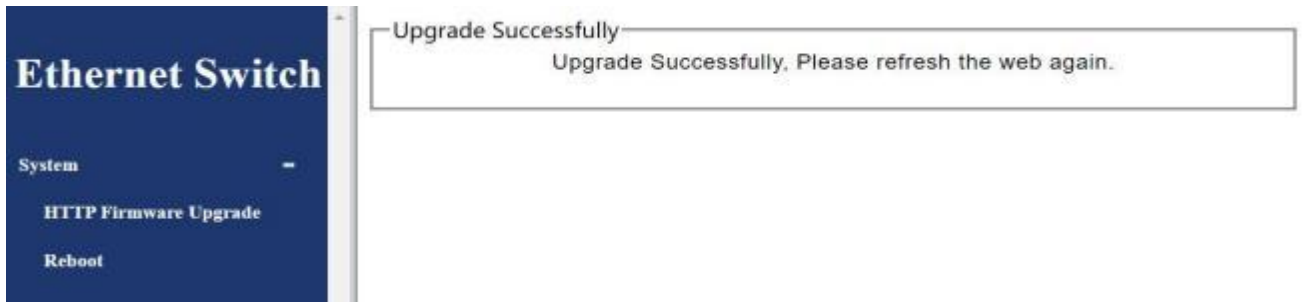 Ethernet Switch
System
HTTP Firmware Upgrade
Reboot
Upgrade Successfully
Upgrade Successfully, Please refresh the web again.